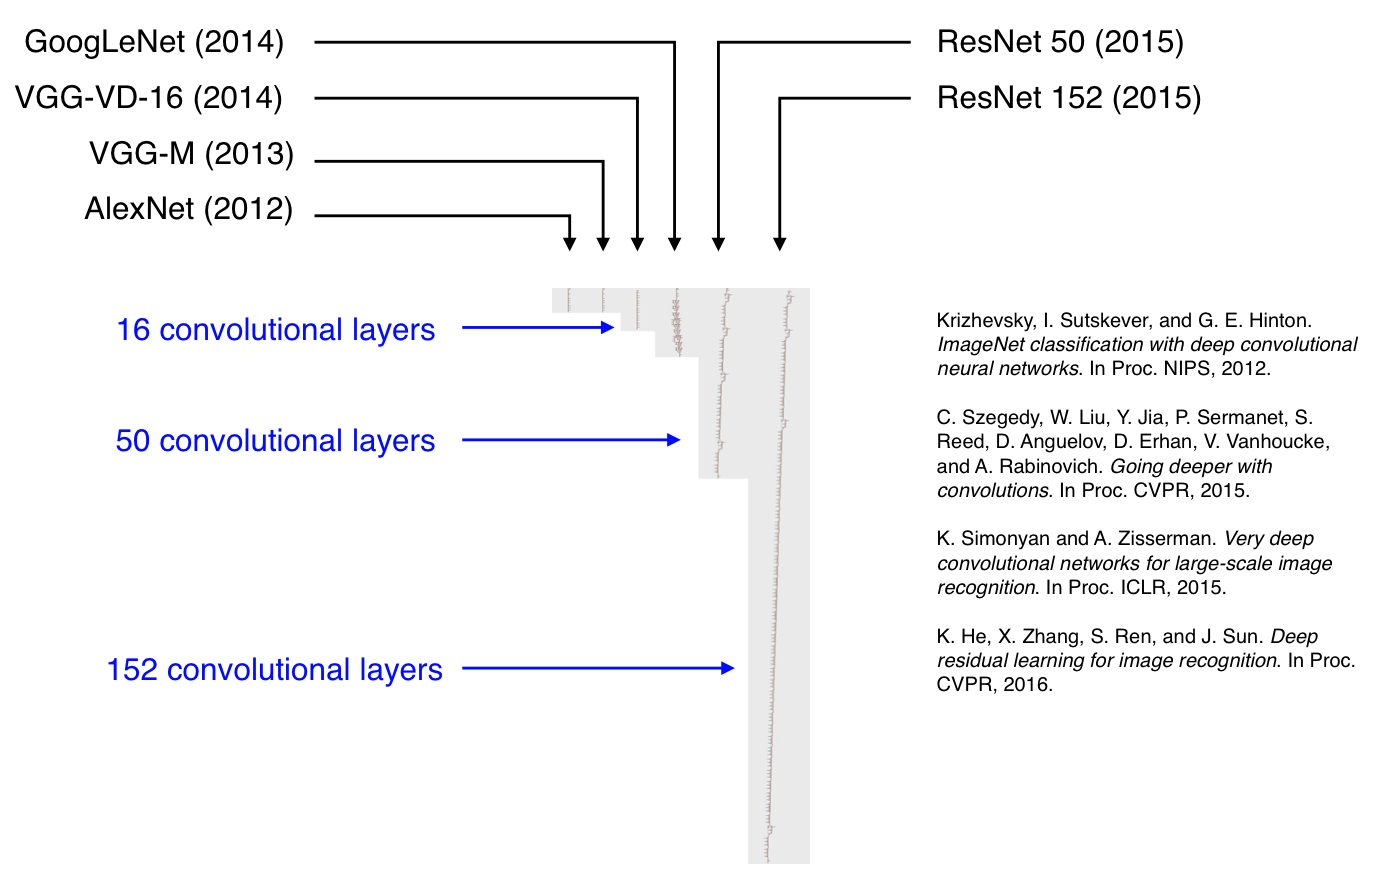 GoogLeNet (2014)
VGG-VD-16 (2014)
VGG-M (2013)
AlexNet (2012)
ResNet 50 (2015)
ResNet 152 (2015)
16 convolutional layers
50 convolutional layers
152 convolutional layers
Krizhevsky, I. Sutskever, and G. E. Hinton.
ImageNet classification with deep convolutional
neural networks. In Proc. NIPS, 2012.
C. Szegedy, W. Liu, Y. Jia, P. Sermanet, S.
Reed, D. Anguelov, D. Erhan, V. Vanhoucke,
and A. Rabinovich. Going deeper with
convolutions. In Proc. CVPR, 2015.
K. Simonyan and A. Zisserman. Very deep
convolutional networks for large-scale image
recognition. In Proc. ICLR, 2015.
K. He, X. Zhang, S. Ren, and J. Sun. Deep
residual learning for image recognition. In Proc.
CVPR, 2016.